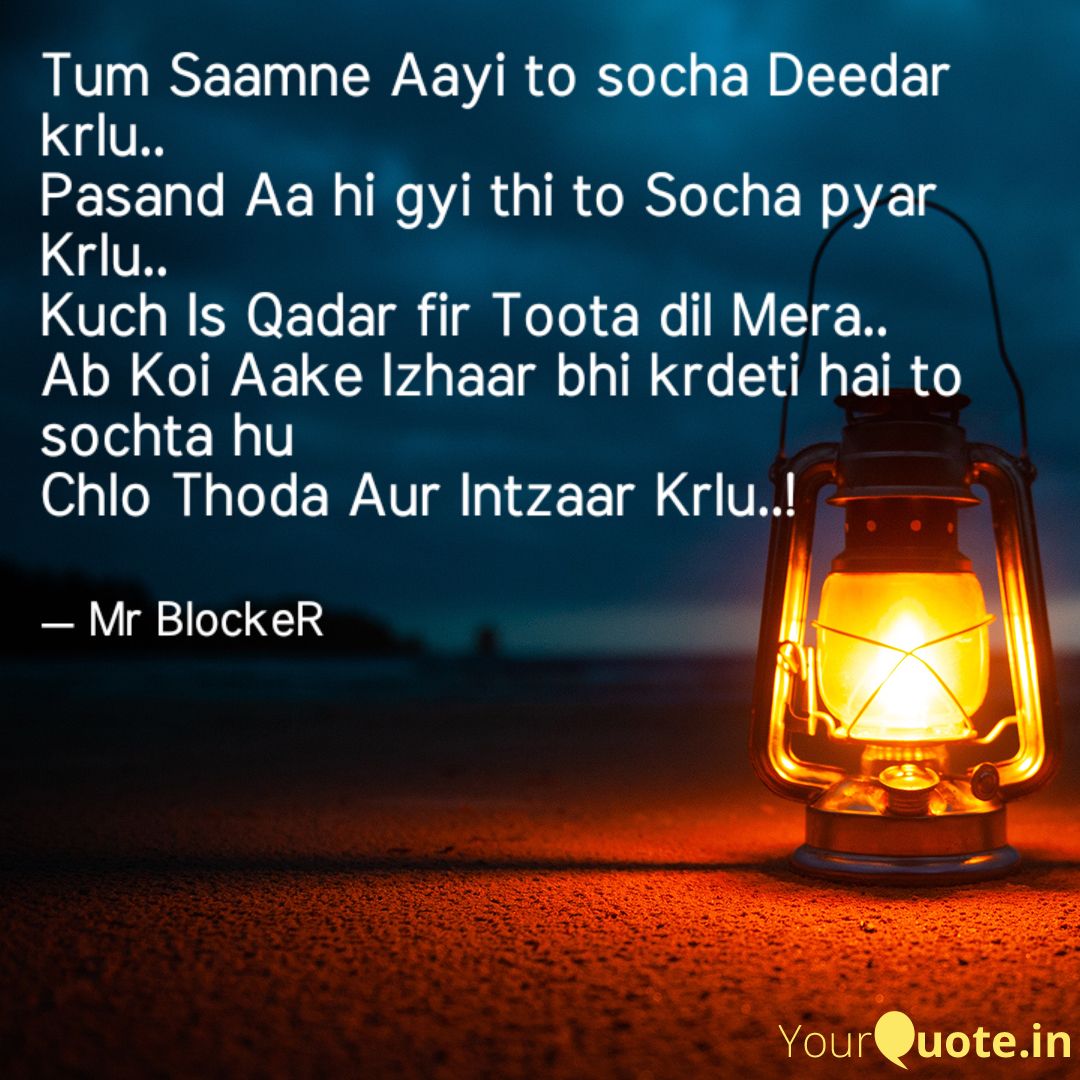 Tum Saamne Aayi to socha Deedar
krlu..
Pasand Aa hi gyi thi to Socha pyar
Krlu..
Kuch Is Qadar fir Toota dil Mera..
Ab Koi Aake Izhaar bhi krdeti hai to
sochta hu
Chlo Thoda Aur Intzaar Krlu..!
— Mr BlockeR
YourQuote.in